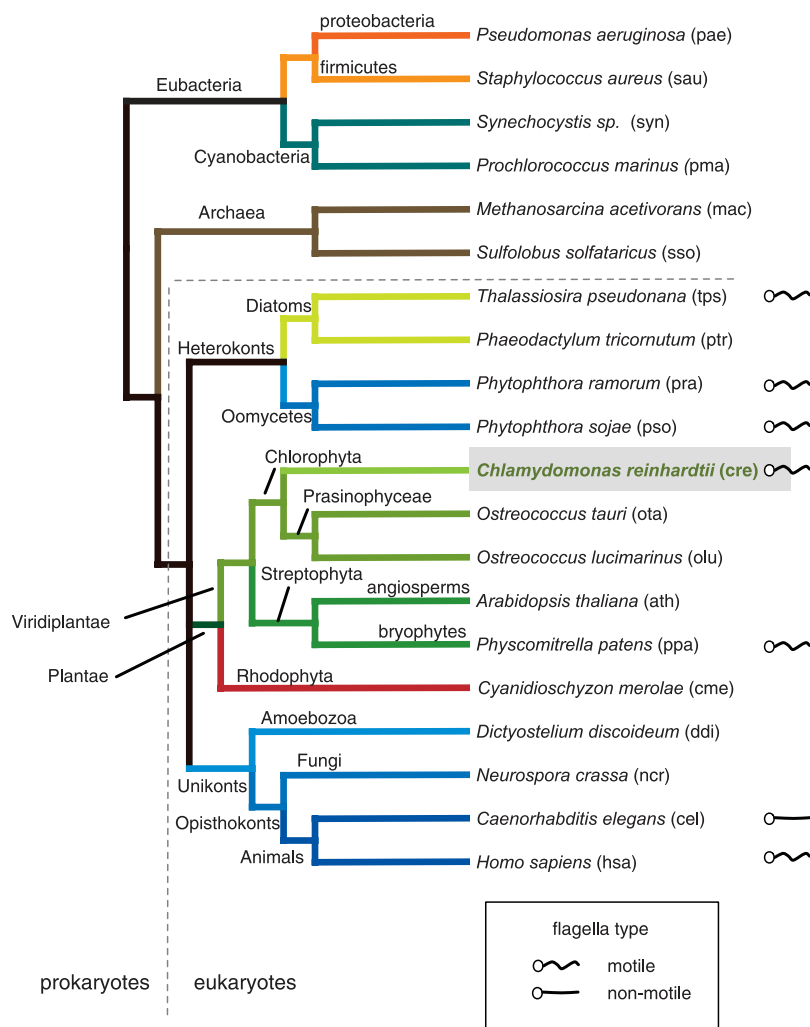 proteobacteria
Pseudomonas aeruginosa (pae)
firmicutes
Staphylococcus aureus (sau)
Eubacteria
Synechocystis sp. (syn)
Cyanobacteria
Prochlorococcus marinus (pma)
Archaea
Methanosarcina acetivorans (mac)
Sulfolobus solfataricus (sso)
Diatoms
Thalassiosira pseudonana (tps)
Phaeodactylum tricornutum (ptr)
Heterokonts
Phytophthora ramorum (pra)
Oomycetes
Phytophthora sojae (pso)
Chlorophyta
Chlamydomonas reinhardtii (cre)
Prasinophyceae
Ostreococcus tauri (ota)
Ostreococcus lucimarinus (olu)
Streptophyta
angiosperms
Arabidopsis thaliana (ath)
Viridiplantae
bryophytes
Physcomitrella patens (ppa)
Plantae
Rhodophyta
Cyanidioschyzon merolae (cme)
Amoebozoa
Dictyostelium discoideum (ddi)
Fungi
Neurospora crassa (ncr)
Unikonts
Opisthokonts
Caenorhabditis elegans (cel)
Animals
Homo sapiens (hsa)
flagella type
motile
non-motile
prokaryotes
eukaryotes